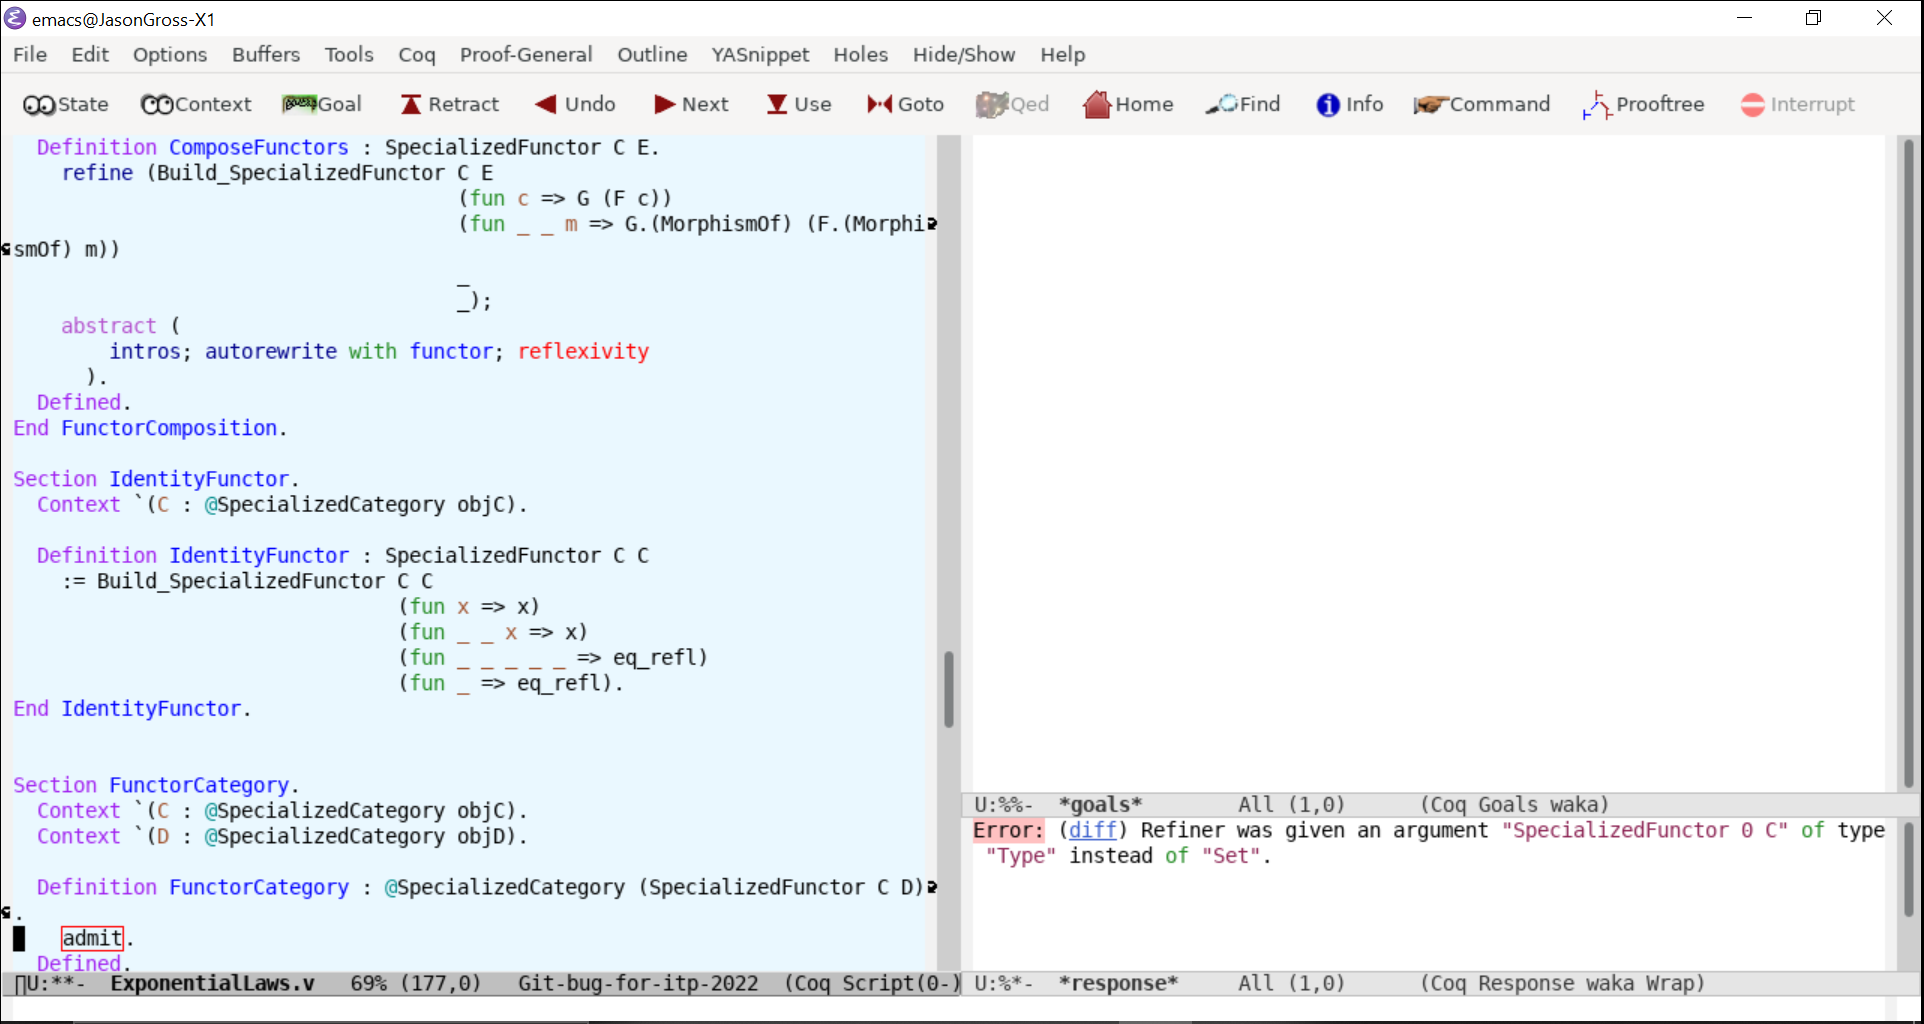 emacs@JasonGross-X1
File Edit Options Buffers Tools Coq Proof-General Outline YASnippet Holes Hide/Show Help
State Context Goal Retract Undo Next Use Goto Qed Home Find Info Command Prooftree Interrupt
Definition ComposeFunctors : SpecializedFunctor C E.
refine (Build_SpecializedFunctor C E
(fun c => G (F c))
(fun _ _ m => G.(MorphismOf) (F.(Morphi
smOf) m))
_
_);
abstract (
intros; autorewrite with functor; reflexivity
).
Defined.
End FunctorComposition.
Section IdentityFunctor.
Context `(C : @SpecializedCategory objC).
Definition IdentityFunctor : SpecializedFunctor C C
:= Build_SpecializedFunctor C C
(fun x => x)
(fun _ _ x => x)
(fun _ _ _ _ _ => eq_refl)
(fun _ => eq_refl).
End IdentityFunctor.
Section FunctorCategory.
Context `(C : @SpecializedCategory objC).
Context `(D : @SpecializedCategory objD).
Definition FunctorCategory : @SpecializedCategory (SpecializedFunctor C D)
.
admit.
Defined.
U:**- ExponentialLaws.v 69% (177,0) Git-bug-for-itp-2022 (Coq Script(0-)
U:%%- *goals* All (1,0) (Coq Goals waka)
Error: (diff) Refiner was given an argument "SpecializedFunctor 0 C" of type
"Type" instead of "Set".
U:%*- *response* All (1,0) (Coq Response waka Wrap)